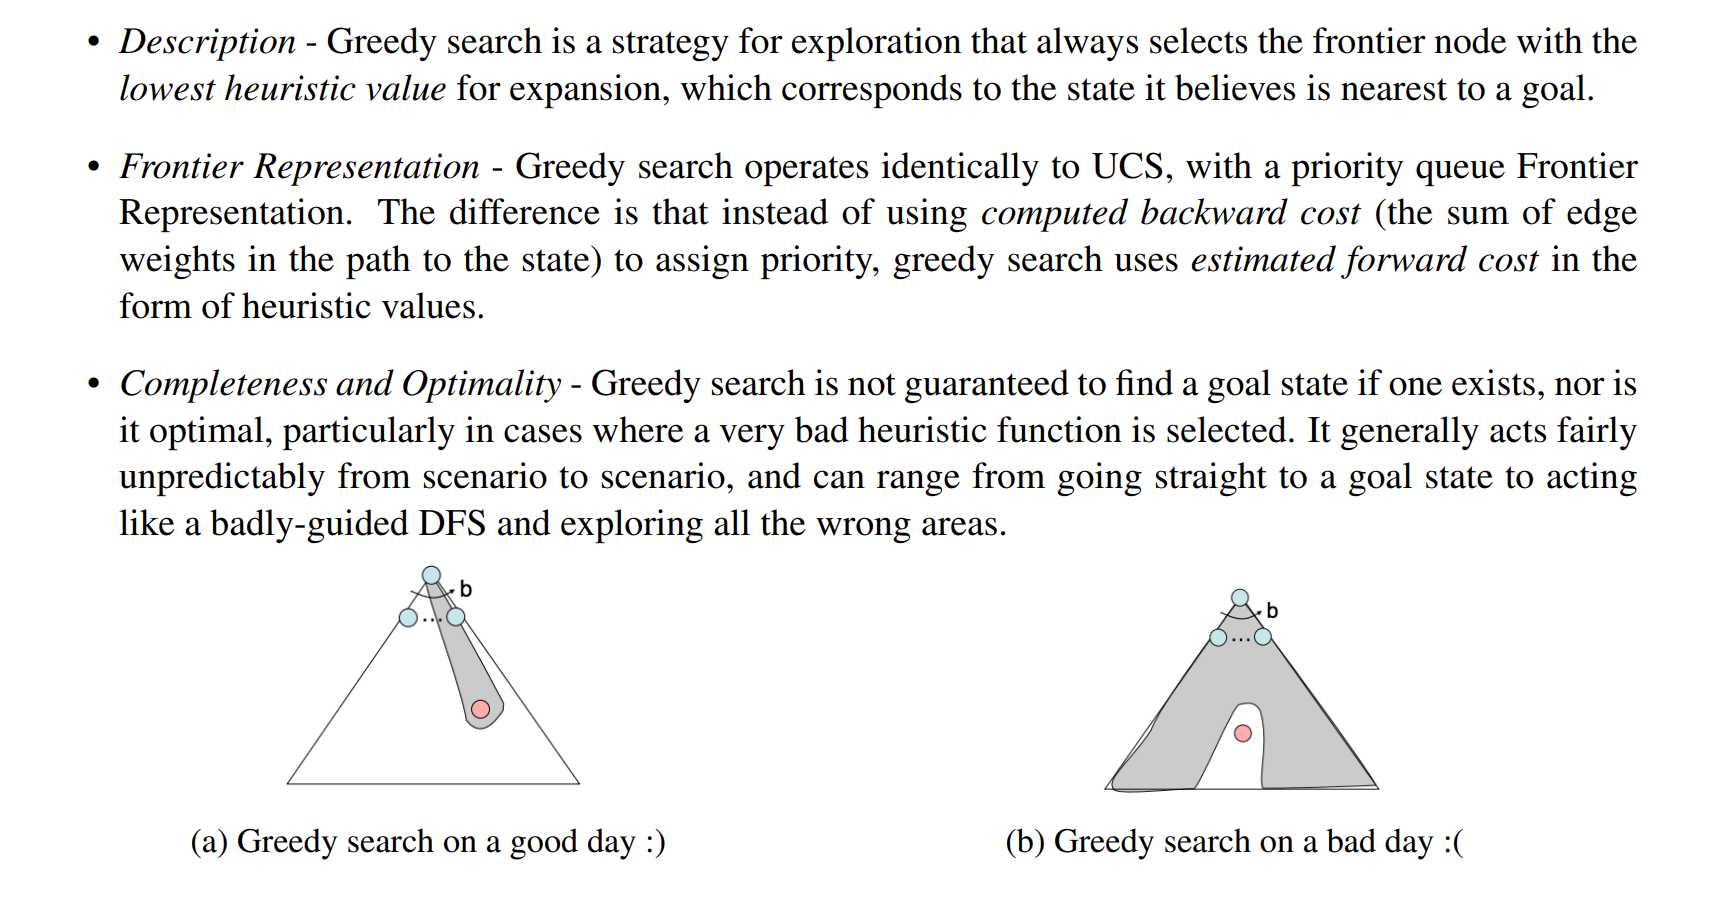 • Description - Greedy search is a strategy for exploration that always selects the frontier node with the
lowest heuristic value for expansion, which corresponds to the state it believes is nearest to a goal.
• Frontier Representation - Greedy search operates identically to UCS, with a priority queue Frontier
Representation. The difference is that instead of using computed backward cost (the sum of edge
weights in the path to the state) to assign priority, greedy search uses estimated forward cost in the
form of heuristic values.
• Completeness and Optimality - Greedy search is not guaranteed to find a goal state if one exists, nor is
it optimal, particularly in cases where a very bad heuristic function is selected. It generally acts fairly
unpredictably from scenario to scenario, and can range from going straight to a goal state to acting
like a badly-guided DFS and exploring all the wrong areas.
b
...
b
...
(a) Greedy search on a good day :)
(b) Greedy search on a bad day :(